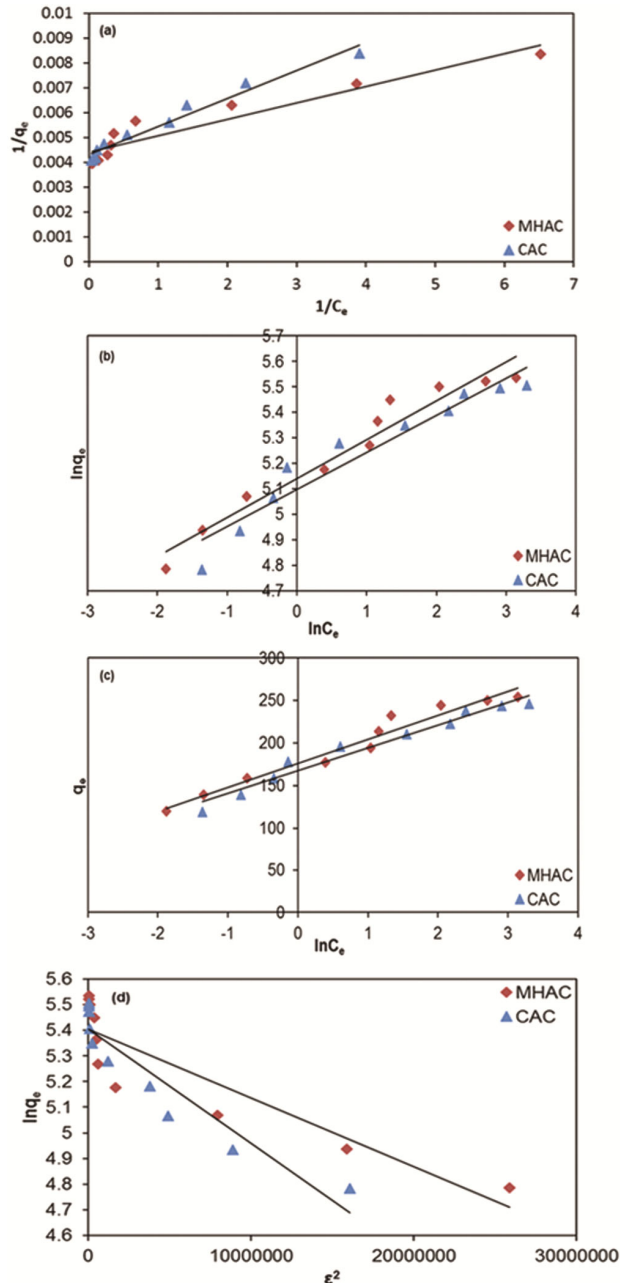 (a)
0.01
0.009
0.008
0.007
0.006
0.005
0.004
0.003
0.002
0.001
0
1/qe
0 1 2 3 4 5 6 7
1/Ce
MHAC
CAC
(b)
5.7
5.6
5.5
5.4
5.3
5.2
5.1
5
4.9
4.8
4.7
lnqe
-3 -2 -1 0 1 2 3 4
lnCe
MHAC
CAC
(c)
300
250
200
150
100
50
0
qe
-3 -2 -1 0 1 2 3 4
lnCe
MHAC
CAC
(d)
5.6
5.5
5.4
5.3
5.2
5.1
5
4.9
4.8
4.7
4.6
lnqe
0 10000000 20000000 30000000
ε²
MHAC
CAC